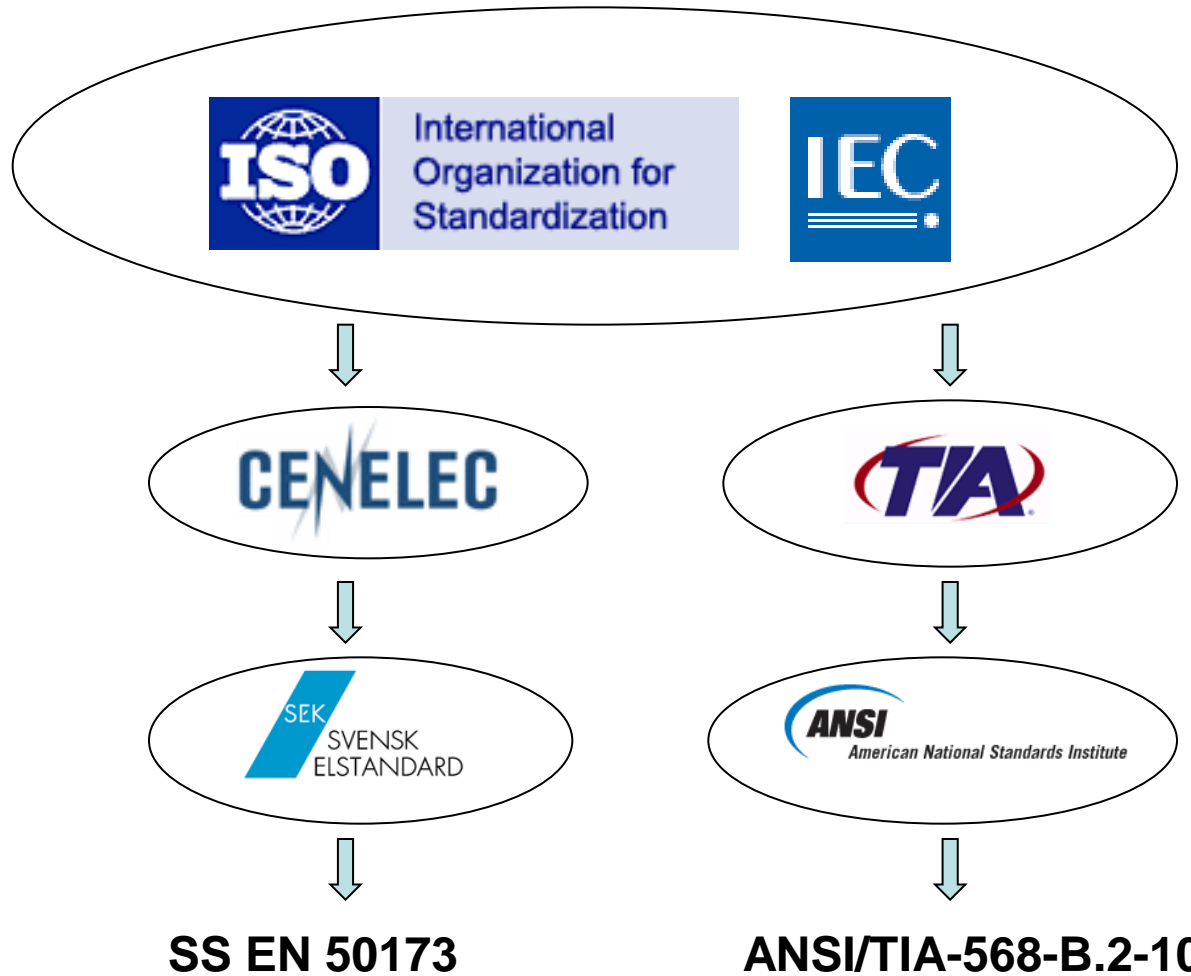 ISO
International
Organization for
Standardization
IEC
CENELEC
TIA
SEK
SVENSK
ELSTANDARD
ANSI
American National Standards Institute
SS EN 50173
ANSI/TIA-568-B.2-10